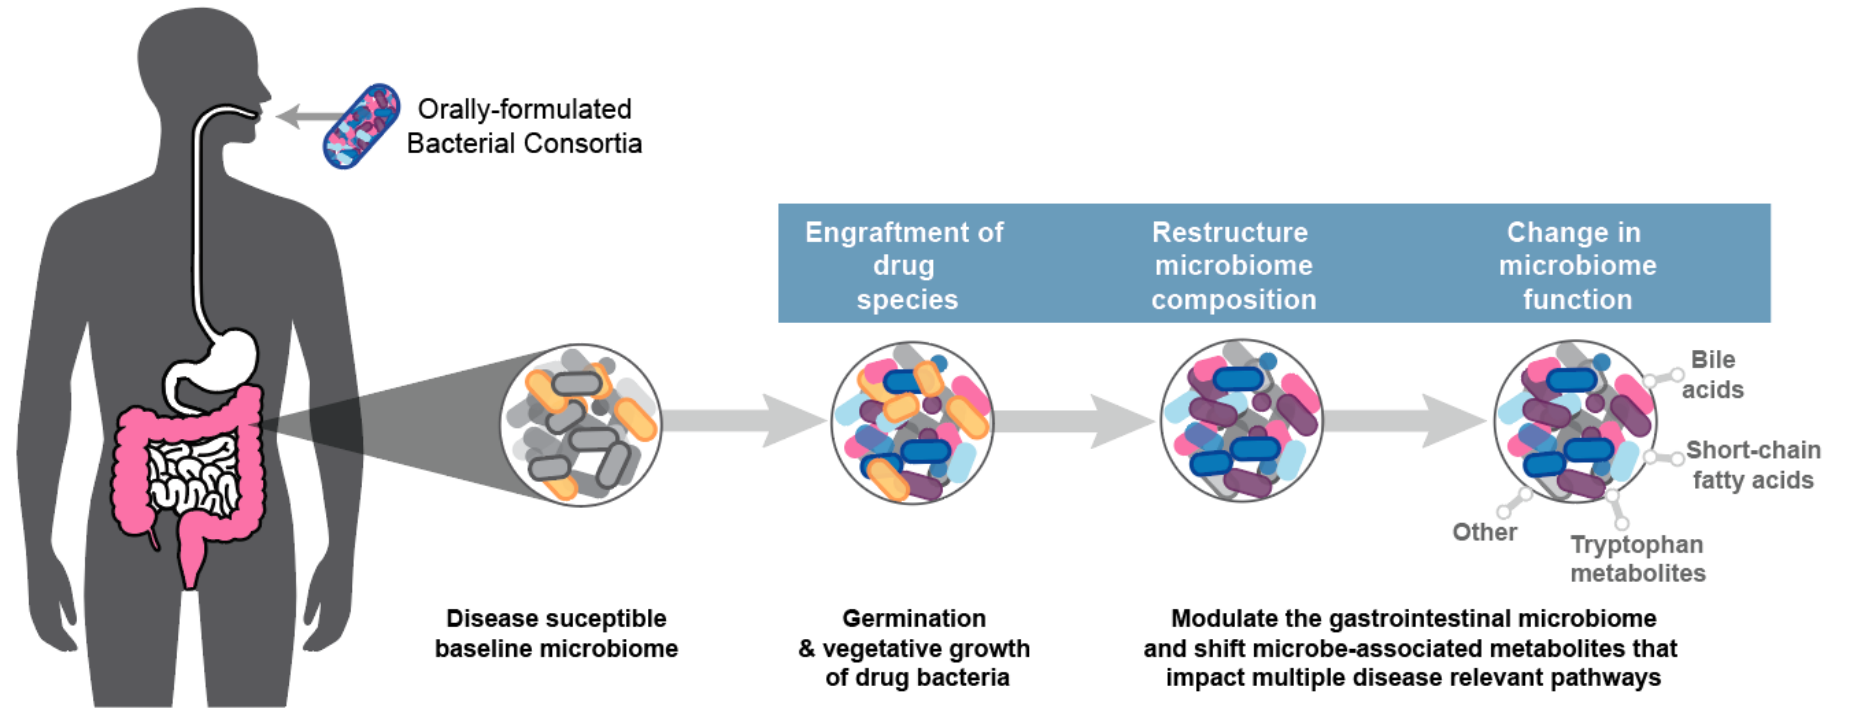 Orally-formulated
Bacterial Consortia
Engraftment of
drug
species
Restructure
microbiome
composition
Change in
microbiome
function
Bile
acids
Short-chain
fatty acids
Other
Tryptophan
metabolites
Disease suceptible
baseline microbiome
Germination
& vegetative growth
of drug bacteria
Modulate the gastrointestinal microbiome
and shift microbe-associated metabolites that
impact multiple disease relevant pathways